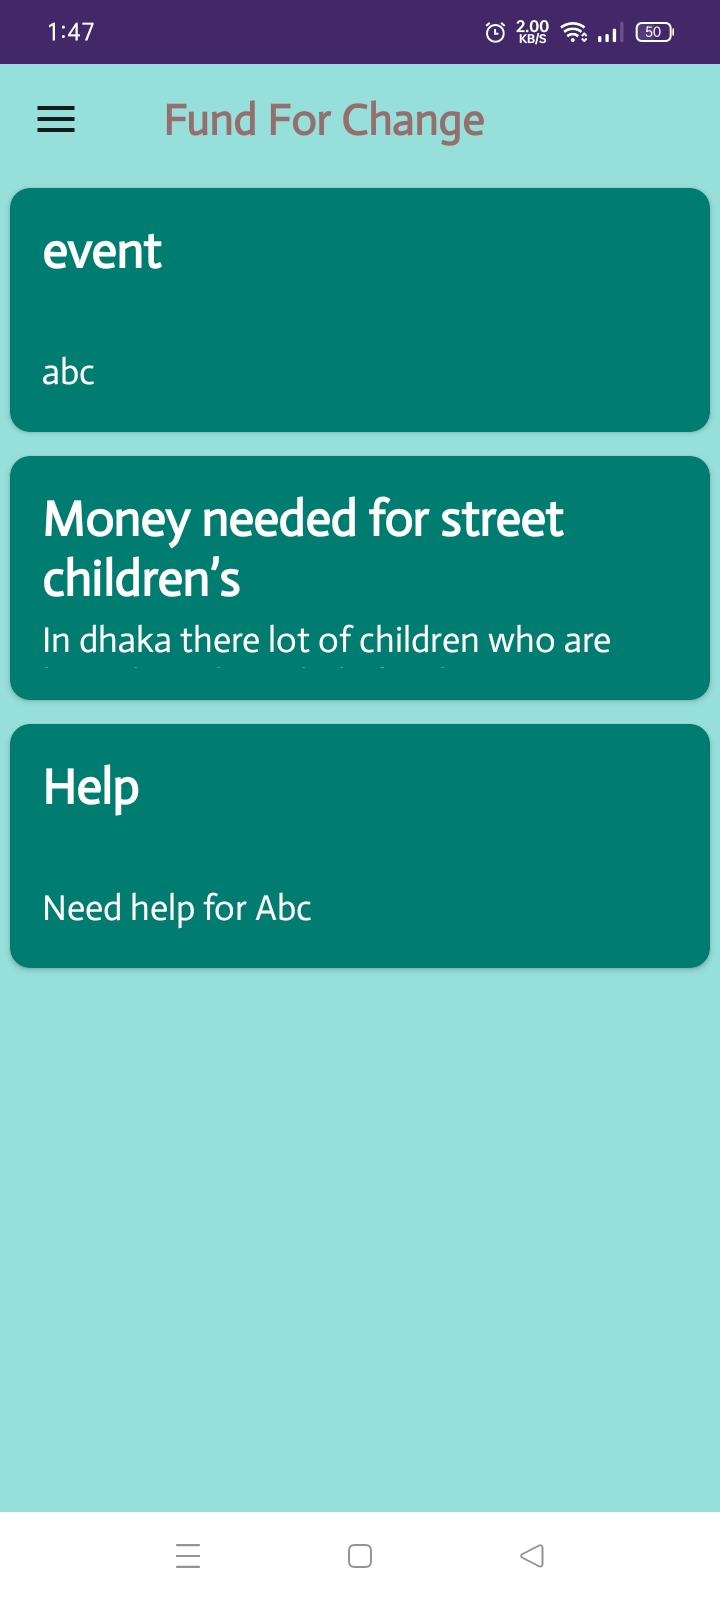 1:47
2.00
KB/S
50
Fund For Change
event
abc
Money needed for street
children's
In dhaka there lot of children who are
Help
Need help for Abc